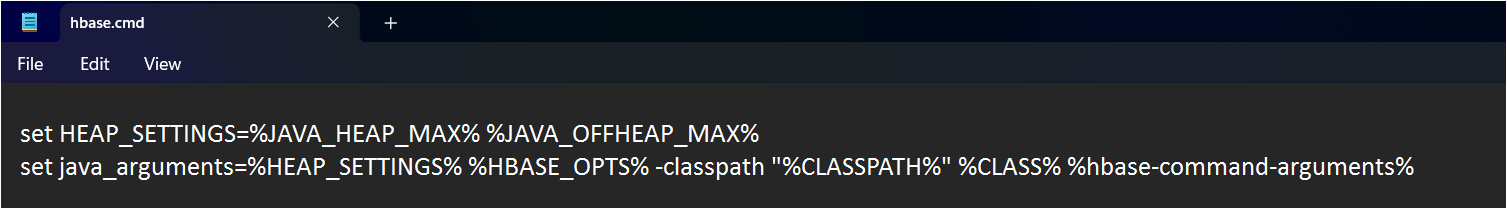 hbase.cmd
File Edit View
set HEAP_SETTINGS=%JAVA_HEAP_MAX% %JAVA_OFFHEAP_MAX%
set java_arguments=%HEAP_SETTINGS% %HBASE_OPTS% -classpath "%CLASSPATH%" %CLASS% %hbase-command-arguments%